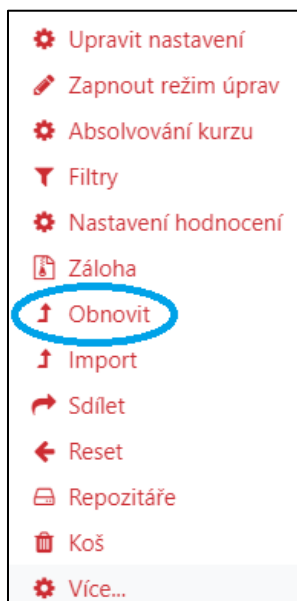 Upravit nastavení
Zapnout režim úprav
Absolvování kurzu
Filtry
Nastavení hodnocení
Záloha
Obnovit
Import
Sdílet
Reset
Repozitáře
Koš
Více...